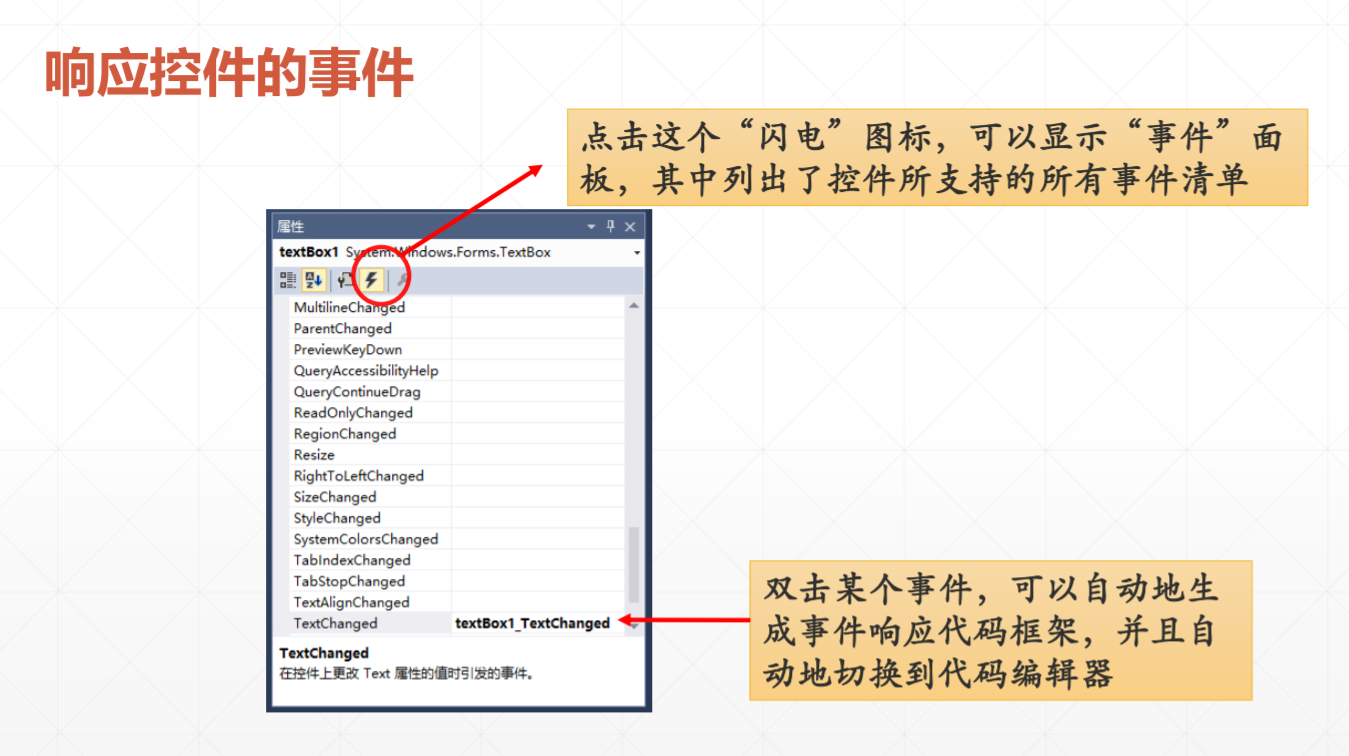 响应控件的事件
点击这个“闪电”图标，可以显示“事件”面
板，其中列出了控件所支持的所有事件清单
属性
textBox1 System.Windows.Forms.TextBox
MultilineChanged
ParentChanged
PreviewKeyDown
QueryAccessibilityHelp
QueryContinueDrag
ReadOnlyChanged
RegionChanged
Resize
RightToLeftChanged
SizeChanged
StyleChanged
SystemColorsChanged
TabIndexChanged
TabStopChanged
TextAlignChanged
TextChanged textBox1_TextChanged
TextChanged
在控件上更改 Text 属性的值时引发的事件。
双击某个事件，可以自动地生
成事件响应代码框架，并且自
动地切换到代码编辑器